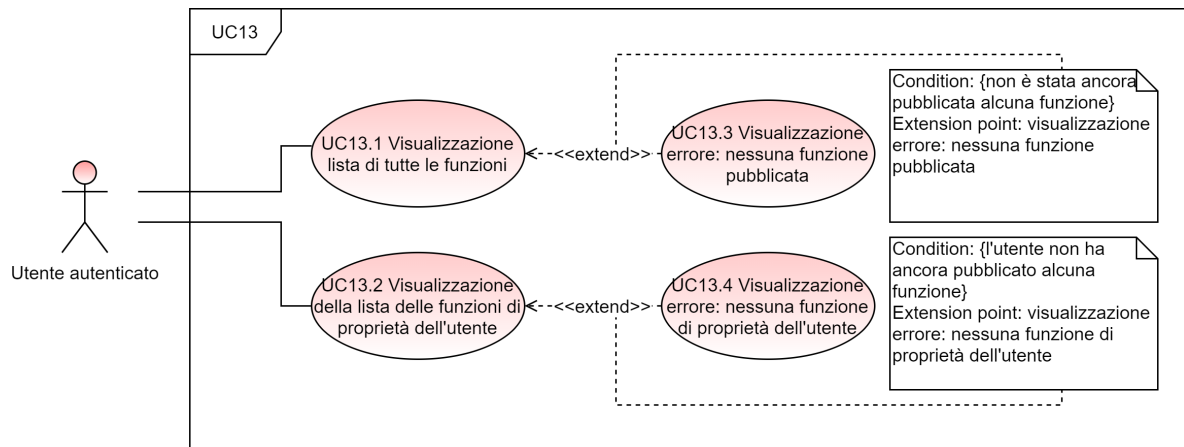 UC13
UC13.1 Visualizzazione
lista di tutte le funzioni
<<extend>>
UC13.3 Visualizzazione
errore: nessuna funzione
pubblicata
Condition: {non è stata ancora
pubblicata alcuna funzione}
Extension point: visualizzazione
errore: nessuna funzione
pubblicata
Utente autenticato
UC13.2 Visualizzazione
della lista delle funzioni di
proprietà dell'utente
<<extend>>
UC13.4 Visualizzazione
errore: nessuna funzione
di proprietà dell'utente
Condition: {l'utente non ha
ancora pubblicato alcuna
funzione}
Extension point: visualizzazione
errore: nessuna funzione di
proprietà dell'utente